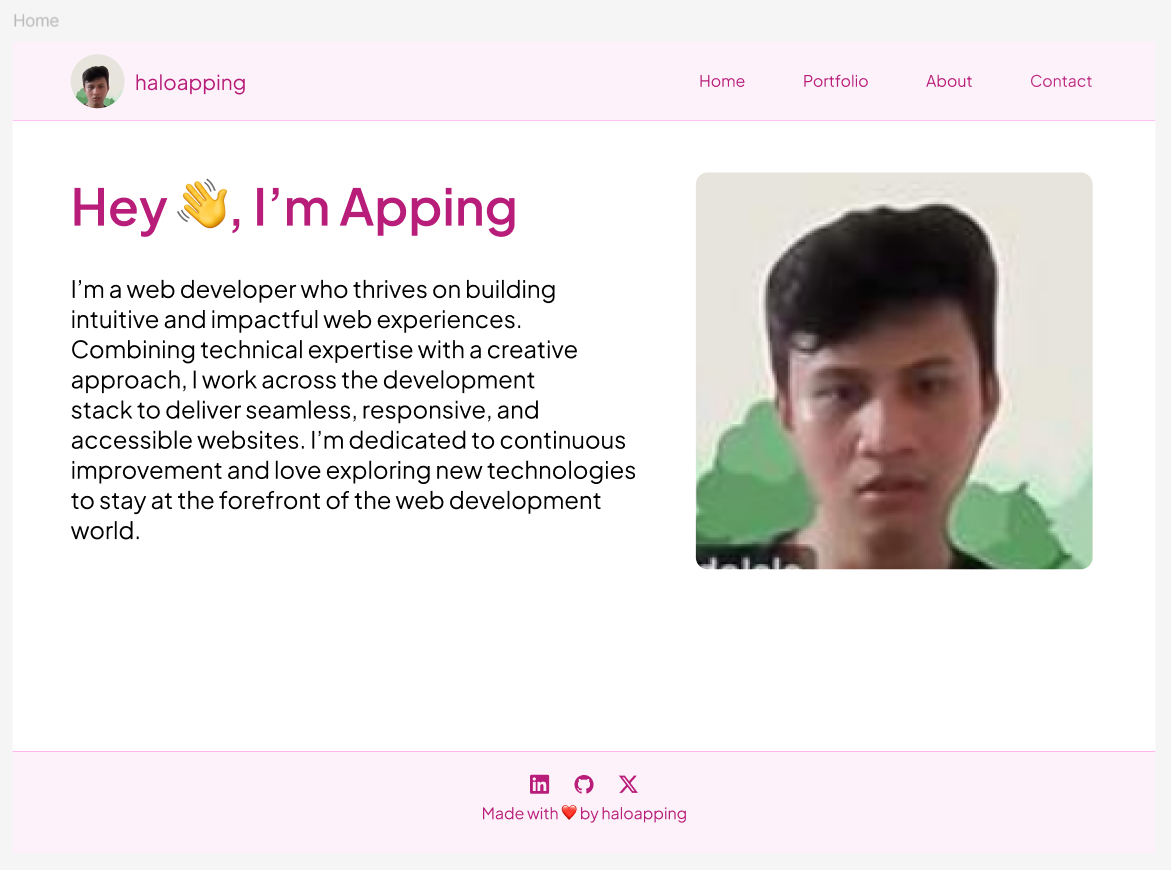 Home
haloapping
Home
Portfolio
About
Contact
Hey 👋, I’m Apping
I’m a web developer who thrives on building
intuitive and impactful web experiences.
Combining technical expertise with a creative
approach, I work across the development
stack to deliver seamless, responsive, and
accessible websites. I’m dedicated to continuous
improvement and love exploring new technologies
to stay at the forefront of the web development
world.
Made with ❤️ by haloapping